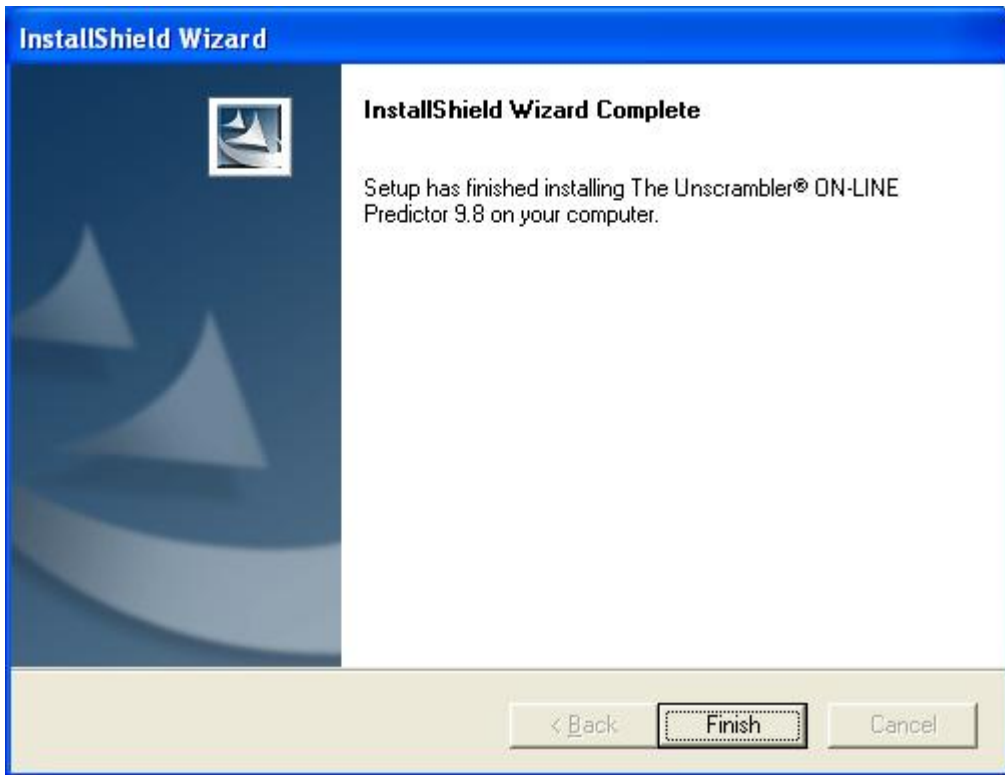 InstallShield Wizard
InstallShield Wizard Complete
Setup has finished installing The Unscrambler® ON-LINE
Predictor 9.8 on your computer.
< Back
Finish
Cancel